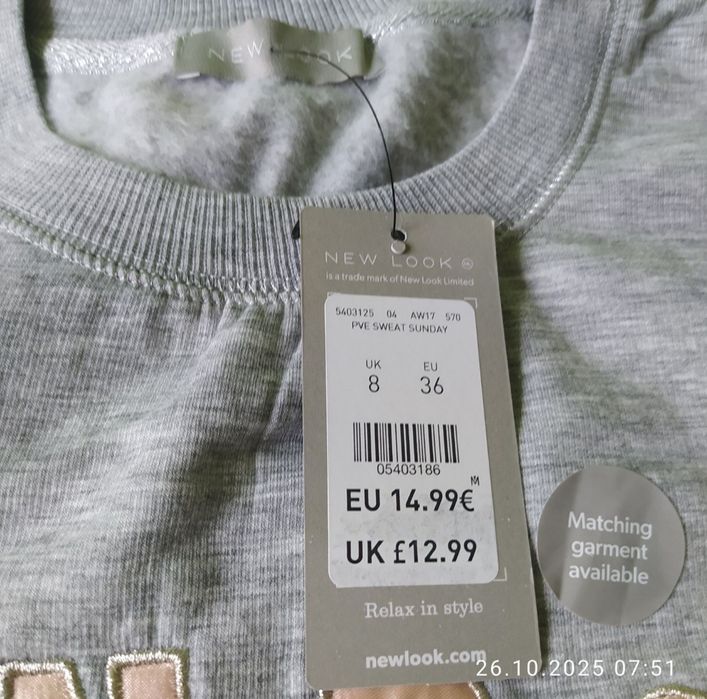 NEW LOOK
NEW LOOK
is a trade mark of New Look Limited
5403125 04 AW17 570
PVE SWEAT SUNDAY
UK EU
8 36
05403186
M
EU 14.99€
UK £12.99
Relax in style
newlook.com
Matching
garment
available
26.10.2025 07:51